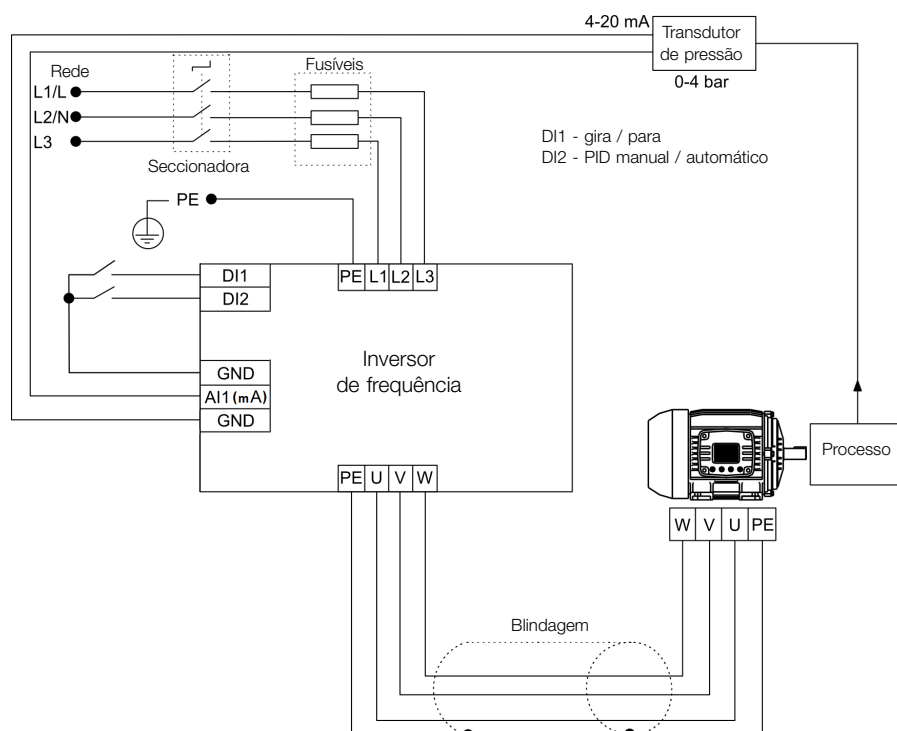 4-20 mA
Transdutor
de pressão
0-4 bar
Rede
Fusíveis
L1/L
L2/N
L3
Seccionadora
DI1 - gira / para
DI2 - PID manual / automático
PE
PE L1 L2 L3
DI1
DI2
Inversor
de frequência
GND
AI1 (mA)
GND
Processo
PE U V W
W V U PE
Blindagem